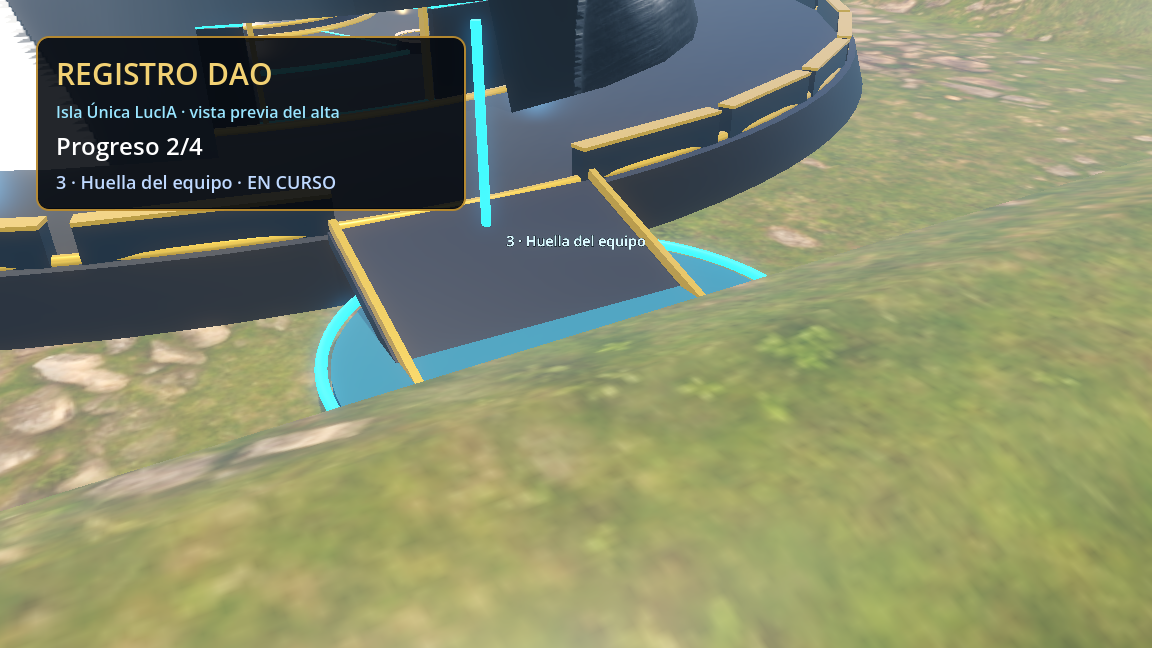 REGISTRO DAO
Isla Única LucIA · vista previa del alta
Progreso 2/4
3 · Huella del equipo · EN CURSO
3 · Huella del equipo